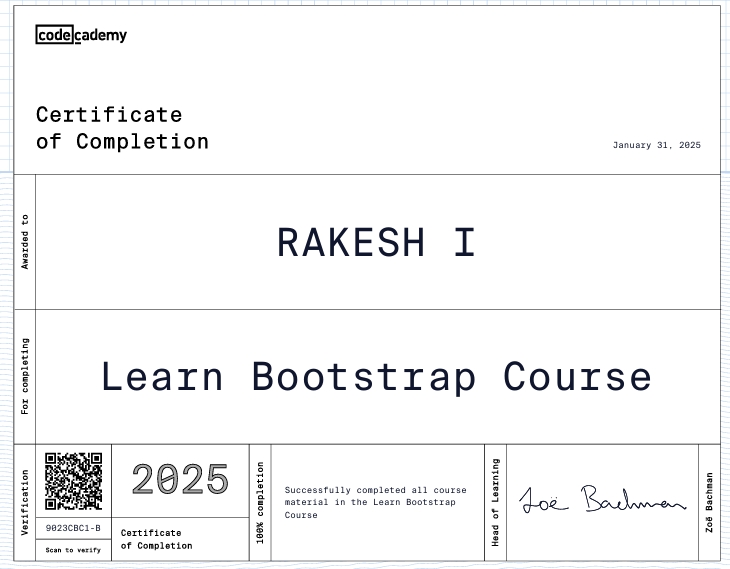 codecademy
Certificate
of Completion
January 31, 2025
Awarded to
RAKESH I
For completing
Learn Bootstrap Course
Verification
9023CBC1-B
Scan to verify
2025
Certificate
of Completion
100% completion
Successfully completed all course
material in the Learn Bootstrap
Course
Head of Learning
Zoë Bachman
Zoë Bachman